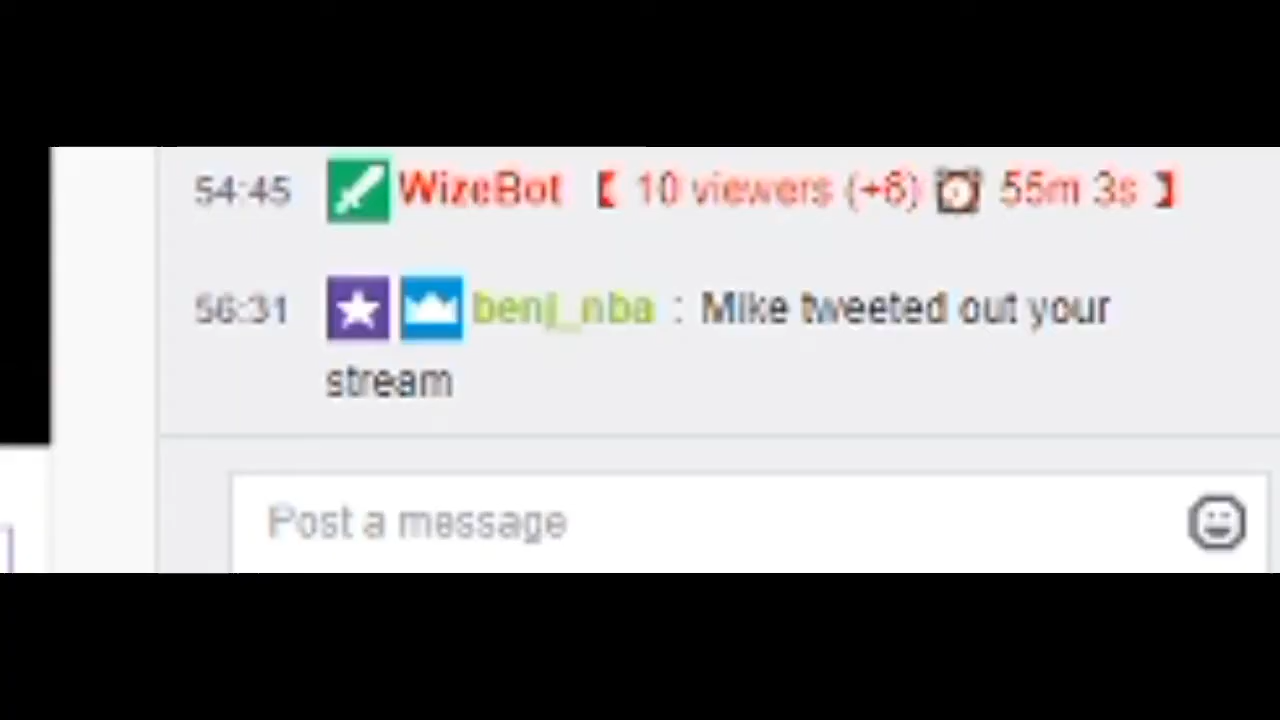 54:45 WizeBot 【 10 viewers (+8) ⏰ 55m 3s 】
56:31 benj_nba : Mike tweeted out your
stream
Post a message